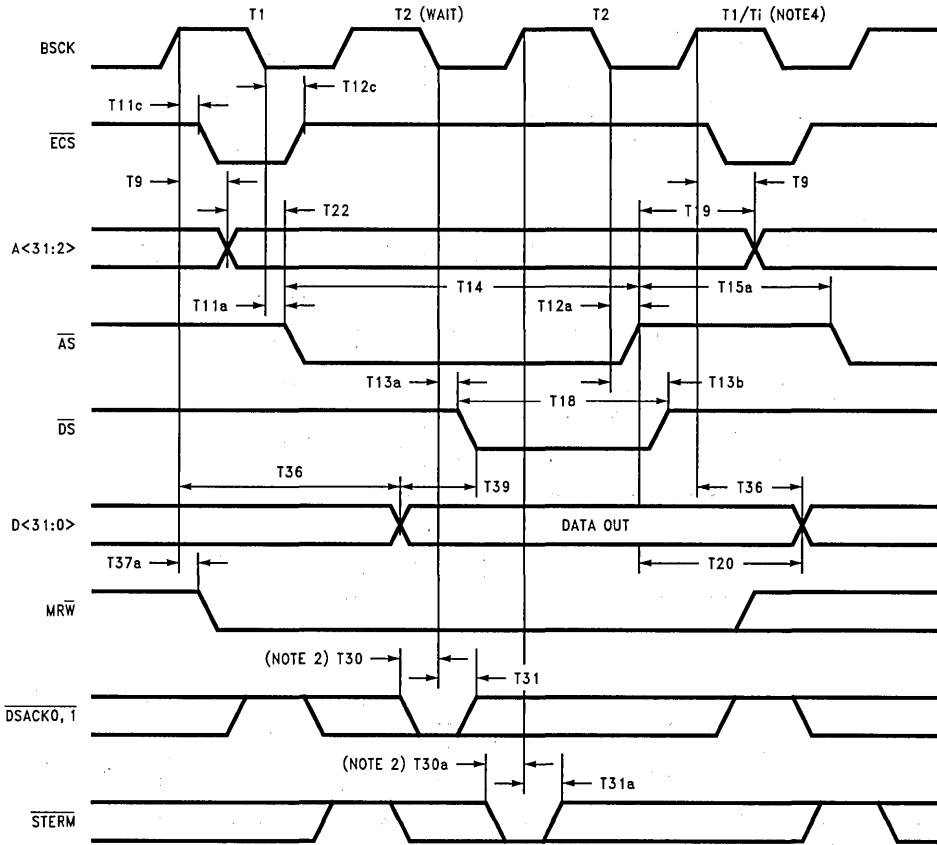 T1 T2 (WAIT) T2 T1/Ti (NOTE4)
BSCK
T12c
T11c
ECS
T9 T9
T22 T19
A<31:2>
T14 T15a
T11a T12a
AS
T13a T13b
T18
DS
T36 T39 T36
D<31:0> DATA OUT
T37a T20
MRW
(NOTE 2) T30 T31
DSACK0, 1
(NOTE 2) T30a T31a
STERM